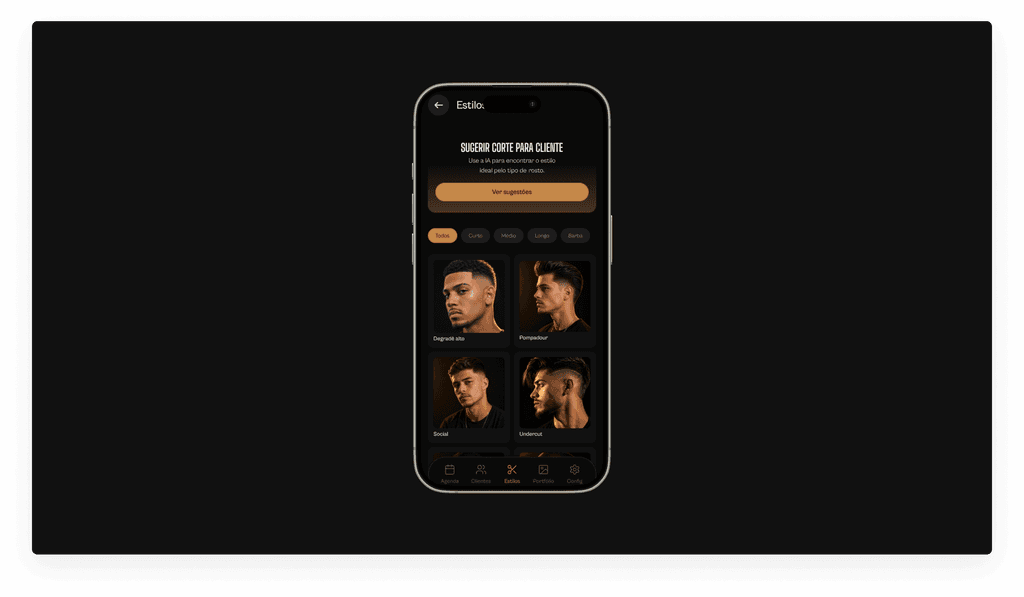 Estilo
SUGERIR CORTE PARA CLIENTE
Use a IA para encontrar o estilo
ideal pelo tipo de rosto.
Ver sugestões
Todos
Curto
Médio
Longo
Barba
Degradê alto
Pompadour
Social
Undercut
Agenda
Clientes
Estilos
Portfólio
Config